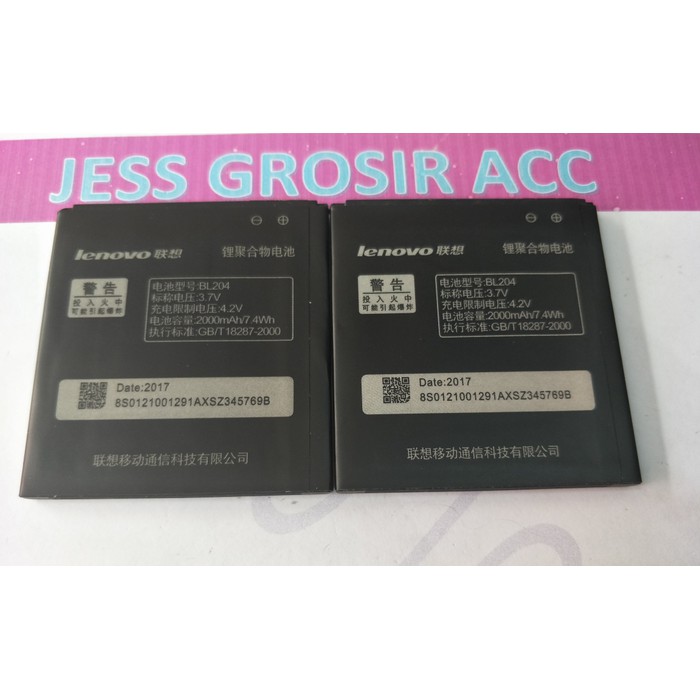 JESS GROSIR ACC
lenovo 联想
锂聚合物电池
警告
投入火中
可能引起爆炸
电池型号:BL204
标称电压:3.7V
充电限制电压:4.2V
电池容量:2000mAh/7.4Wh
执行标准:GB/T18287-2000
Date:2017
8S0121001291AXSZ345769B
联想移动通信科技有限公司
lenovo 联想
锂聚合物电池
警告
投入火中
可能引起爆炸
电池型号:BL204
标称电压:3.7V
充电限制电压:4.2V
电池容量:2000mAh/7.4Wh
执行标准:GB/T18287-2000
Date:2017
8S0121001291AXSZ345769B
联想移动通信科技有限公司